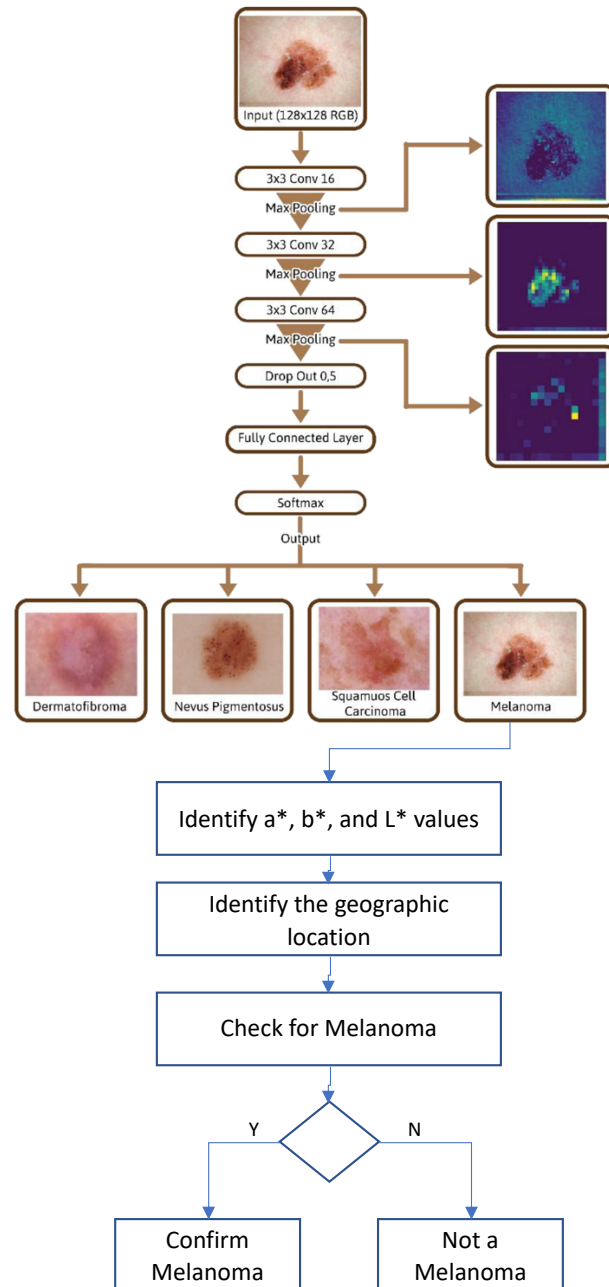 Input (128x128 RGB)
3x3 Conv 16
Max Pooling
3x3 Conv 32
Max Pooling
3x3 Conv 64
Max Pooling
Drop Out 0,5
Fully Connected Layer
Softmax
Output
Dermatofibroma
Nevus Pigmentosus
Squamuos Cell
Carcinoma
Melanoma
Identify a*, b*, and L* values
Identify the geographic
location
Check for Melanoma
Y
N
Confirm
Melanoma
Not a
Melanoma